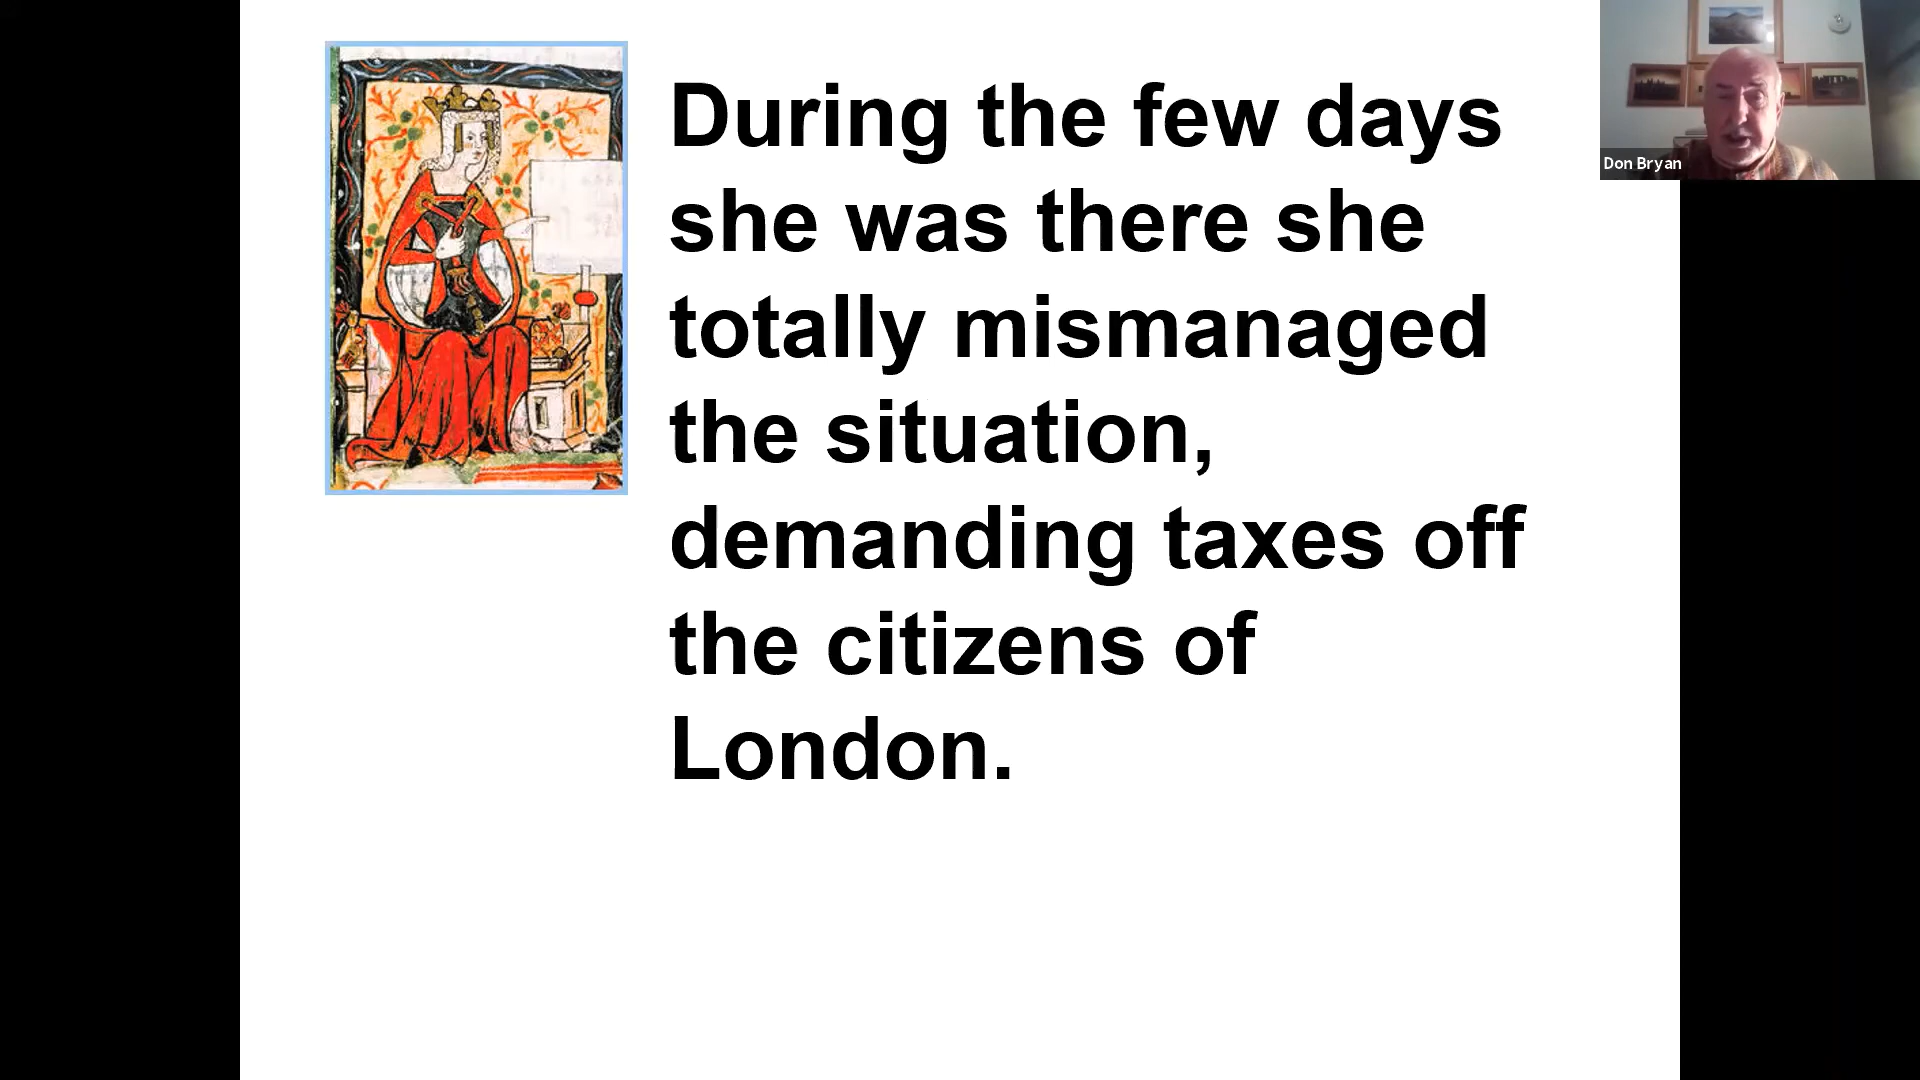 During the few days
she was there she
totally mismanaged
the situation,
demanding taxes off
the citizens of
London.
Don Bryan